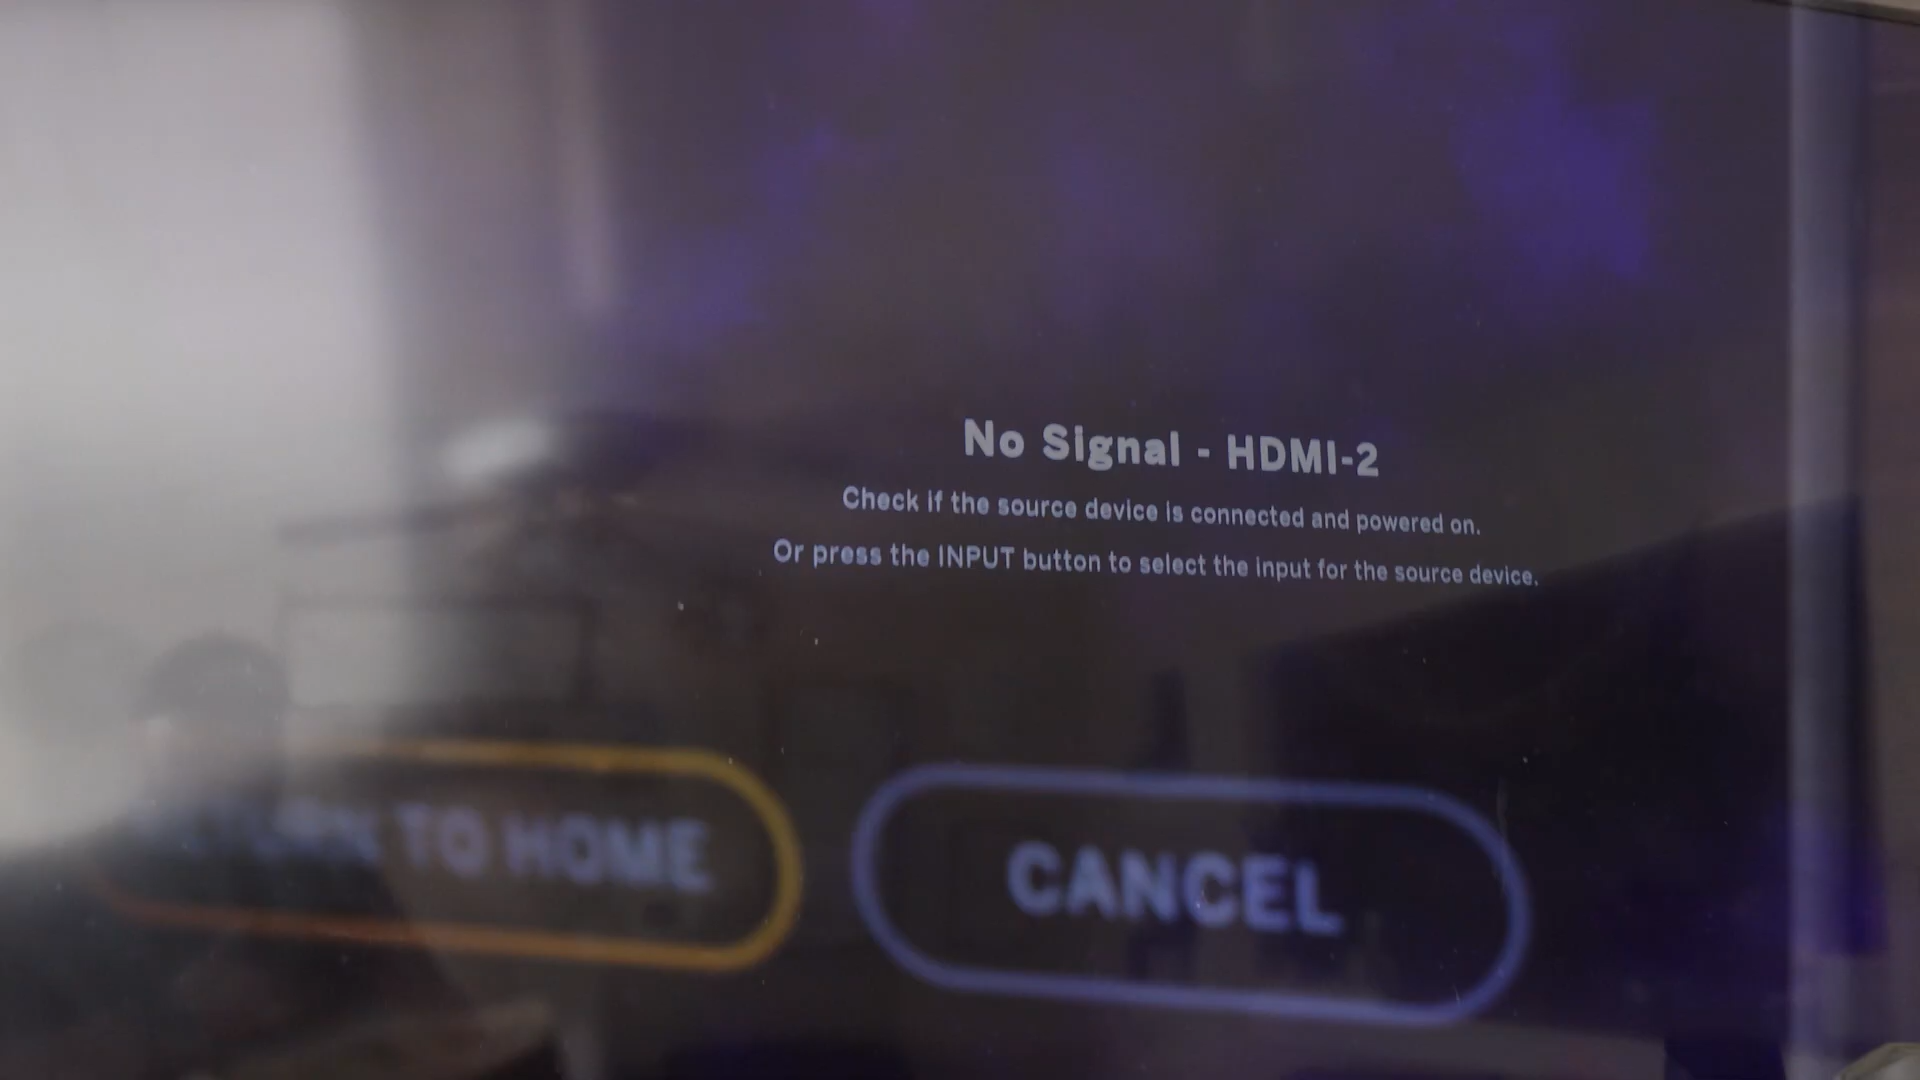 No Signal - HDMI-2
Check if the source device is connected and powered on.
Or press the INPUT button to select the input for the source device.
RETURN TO HOME
CANCEL